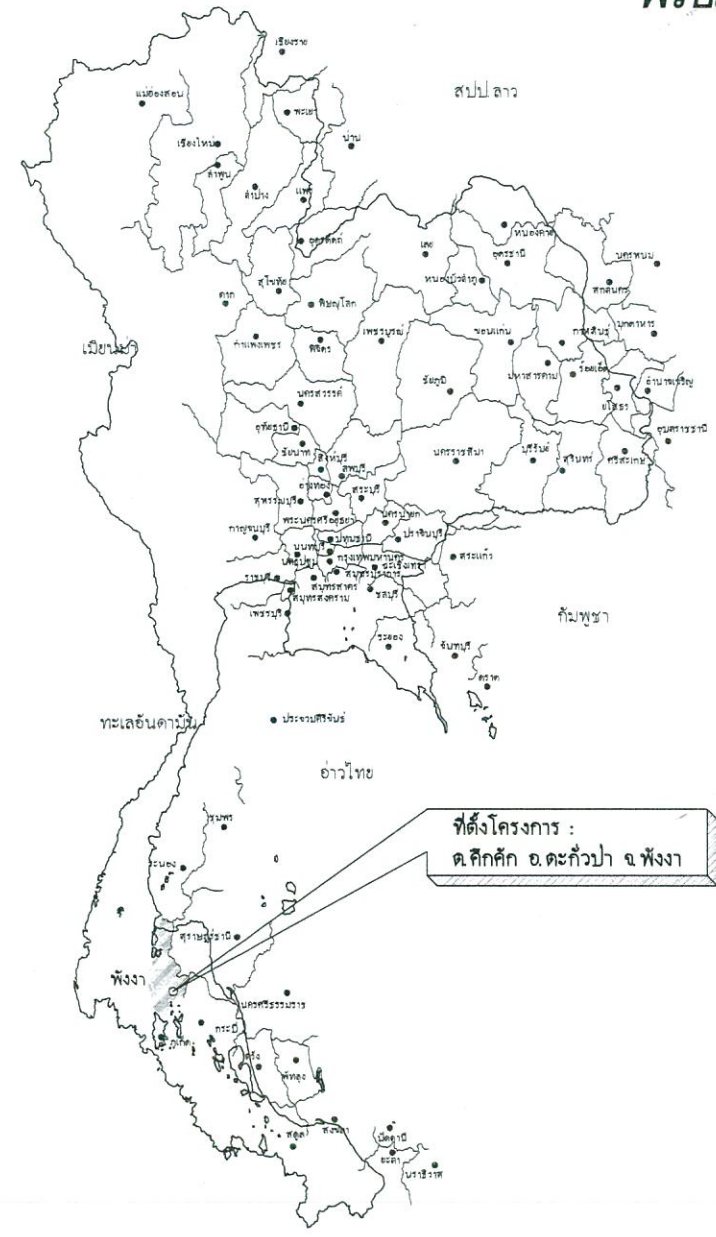 เชียงราย
สปป.ลาว
แม่ฮ่องสอน
พะเยา
เชียงใหม่
น่าน
ลำพูน
ลำปาง
แพร่
หนองคาย
อุตรดิตถ์
เลย
อุดรธานี
นครพนม
หนองบัวลำภู
สกลนคร
สุโขทัย
ตาก
พิษณุโลก
มุกดาหาร
เพชรบูรณ์
ขอนแก่น
กาฬสินธุ์
กำแพงเพชร
พิจิตร
เมียนม่า
มหาสารคาม
ร้อยเอ็ด
ชัยภูมิ
อำนาจเจริญ
ยโสธร
นครสวรรค์
อุทัยธานี
อุบลราชธานี
ชัยนาท
สิงห์บุรี
นครราชสีมา
บุรีรัมย์
สุรินทร์
ศรีสะเกษ
ลพบุรี
อ่างทอง
สระบุรี
สุพรรณบุรี
พระนครศรีอยุธยา
นครนายก
กาญจนบุรี
ปทุมธานี
ปราจีนบุรี
นนทบุรี
นครปฐม
กรุงเทพมหานคร
ฉะเชิงเทรา
สระแก้ว
ราชบุรี
สมุทรปราการ
สมุทรสาคร
สมุทรสงคราม
ชลบุรี
เพชรบุรี
กัมพูชา
ระยอง
จันทบุรี
ตราด
ทะเลอันดามัน
ประจวบคีรีขันธ์
อ่าวไทย
ที่ตั้งโครงการ :
ต.คึกคัก อ.ตะกั่วป่า จ.พังงา
ชุมพร
ระนอง
สุราษฎร์ธานี
พังงา
นครศรีธรรมราช
กระบี่
ภูเก็ต
ตรัง
พัทลุง
สตูล
สงขลา
ปัตตานี
ยะลา
นราธิวาส